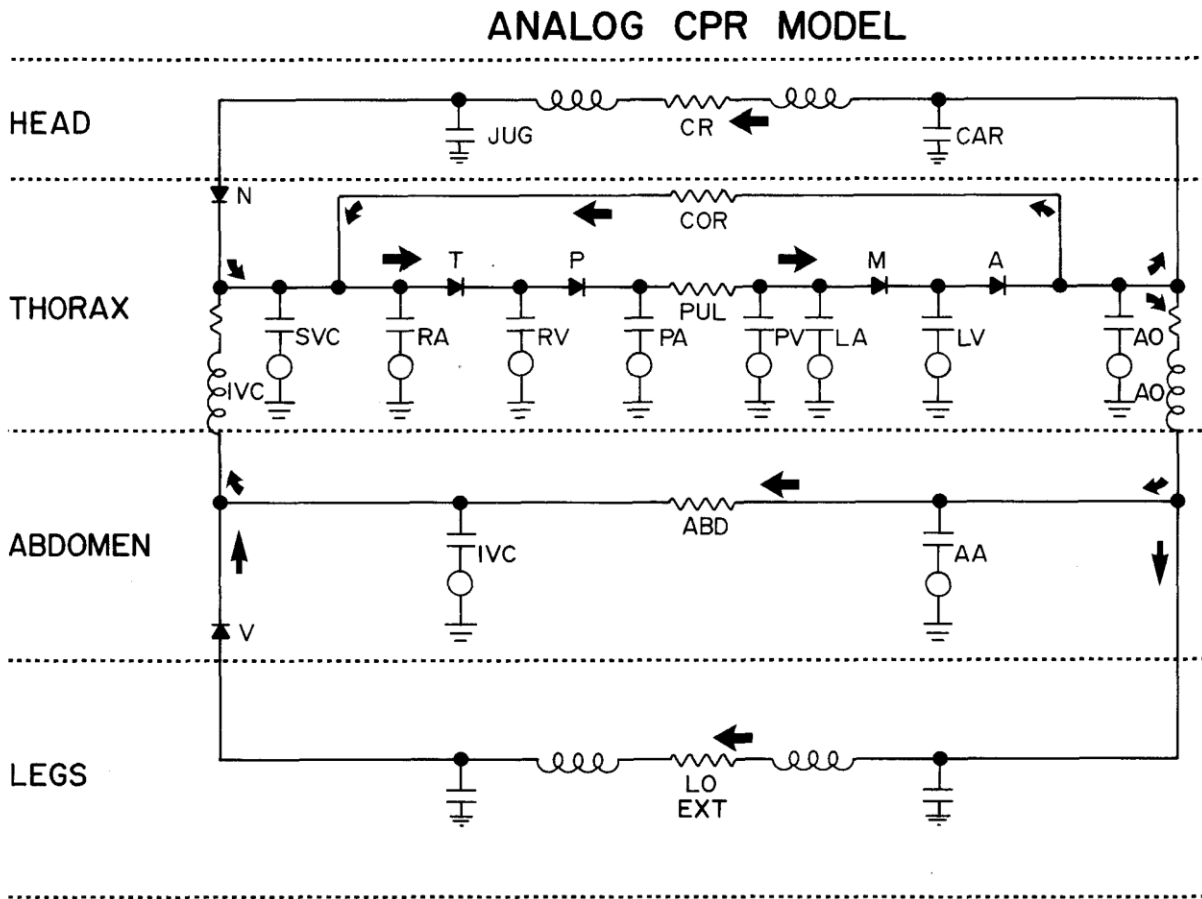 ANALOG CPR MODEL
HEAD
JUG
CR
CAR
N
COR
THORAX
T
P
M
A
PUL
SVC
RA
RV
PA
PV
LA
LV
AO
IVC
AO
ABDOMEN
ABD
IVC
AA
V
LEGS
LO
EXT